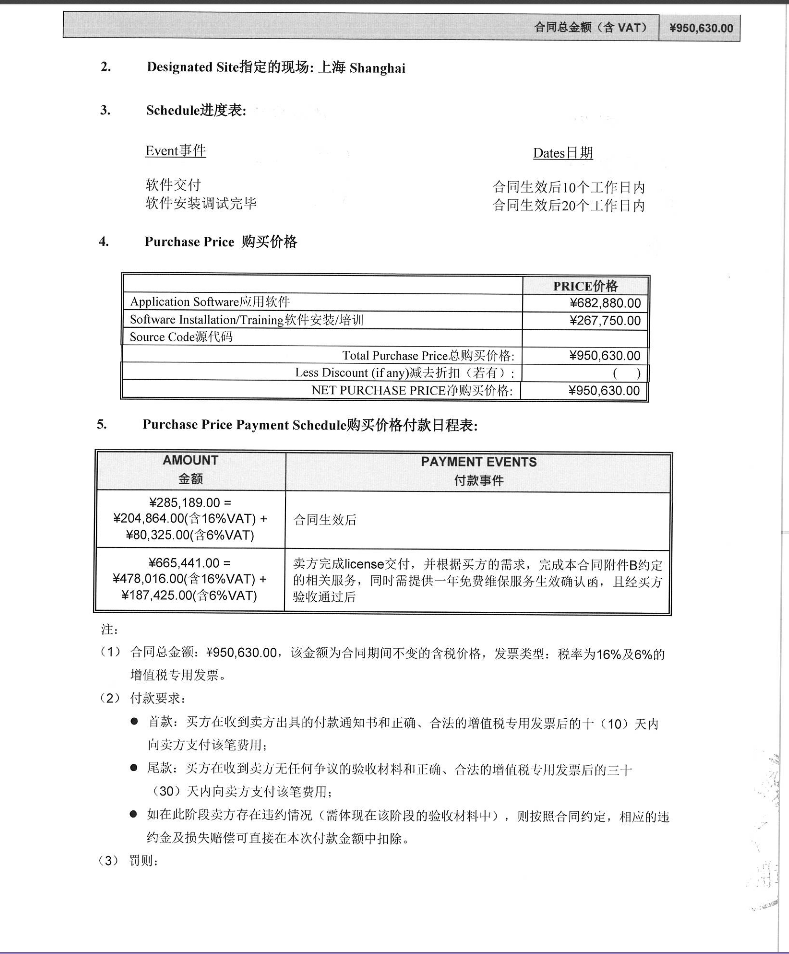 合同总金额（含 VAT） ¥950,630.00
2. Designated Site指定的现场: 上海 Shanghai
3. Schedule进度表:
Event事件 Dates日期
软件交付 合同生效后10个工作日内
软件安装调试完毕 合同生效后20个工作日内
4. Purchase Price 购买价格
PRICE价格
Application Software应用软件 ¥682,880.00
Software Installation/Training软件安装/培训 ¥267,750.00
Source Code源代码
Total Purchase Price总购买价格: ¥950,630.00
Less Discount (if any)减去折扣（若有）: ( )
NET PURCHASE PRICE净购买价格: ¥950,630.00
5. Purchase Price Payment Schedule购买价格付款日程表:
AMOUNT PAYMENT EVENTS
金额 付款事件
¥285,189.00 =
¥204,864.00(含16%VAT) +
¥80,325.00(含6%VAT)
合同生效后
¥665,441.00 =
¥478,016.00(含16%VAT) +
¥187,425.00(含6%VAT)
卖方完成license交付，并根据买方的需求，完成本合同附件B约定
的相关服务，同时需提供一年免费维保服务生效确认函，且经买方
验收通过后
注:
（1） 合同总金额: ¥950,630.00，该金额为合同期间不变的含税价格，发票类型: 税率为16%及6%的
增值税专用发票。
（2） 付款要求:
● 首款: 买方在收到卖方出具的付款通知书和正确、合法的增值税专用发票后的十（10）天内
向卖方支付该笔费用;
● 尾款: 买方在收到卖方无任何争议的验收材料和正确、合法的增值税专用发票后的三十
（30）天内向卖方支付该笔费用;
● 如在此阶段卖方存在违约情况（需体现在该阶段的验收材料中），则按照合同约定，相应的违
约金及损失赔偿可直接在本次付款金额中扣除。
（3） 罚则: